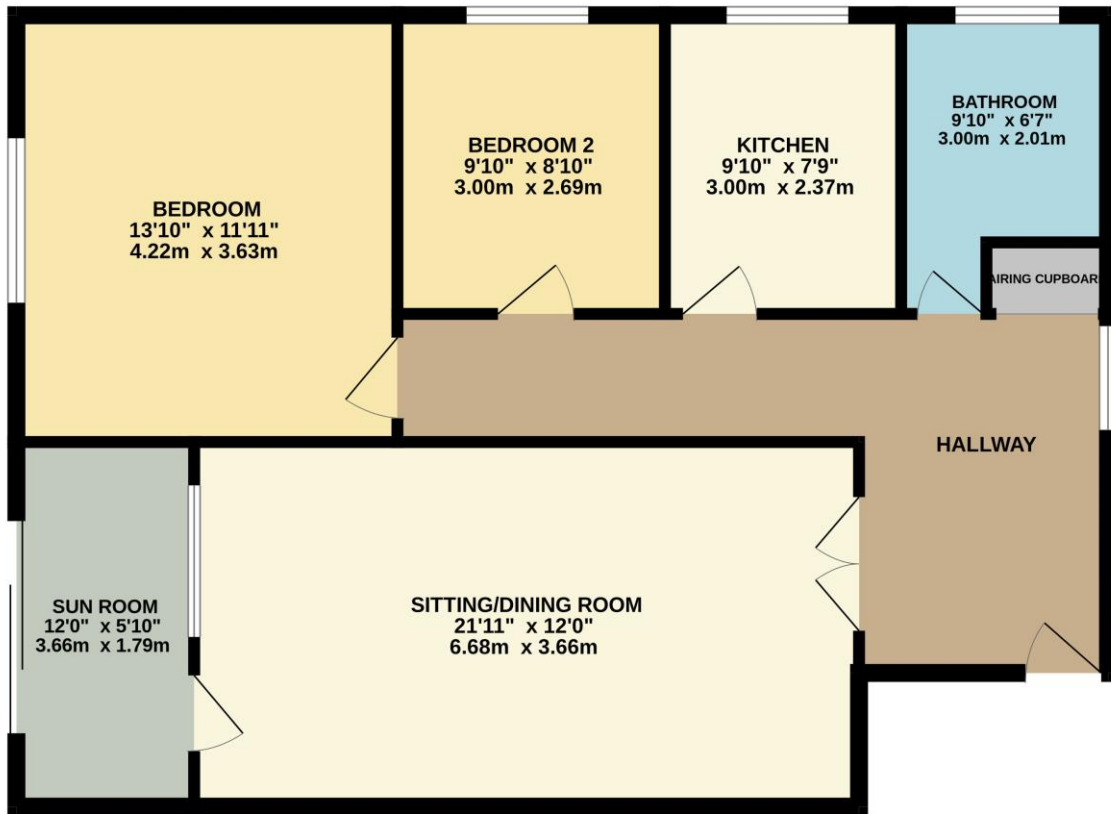 BEDROOM
13'10" x 11'11"
4.22m x 3.63m
BEDROOM 2
9'10" x 8'10"
3.00m x 2.69m
KITCHEN
9'10" x 7'9"
3.00m x 2.37m
BATHROOM
9'10" x 6'7"
3.00m x 2.01m
AIRING CUPBOARD
HALLWAY
SUN ROOM
12'0" x 5'10"
3.66m x 1.79m
SITTING/DINING ROOM
21'11" x 12'0"
6.68m x 3.66m